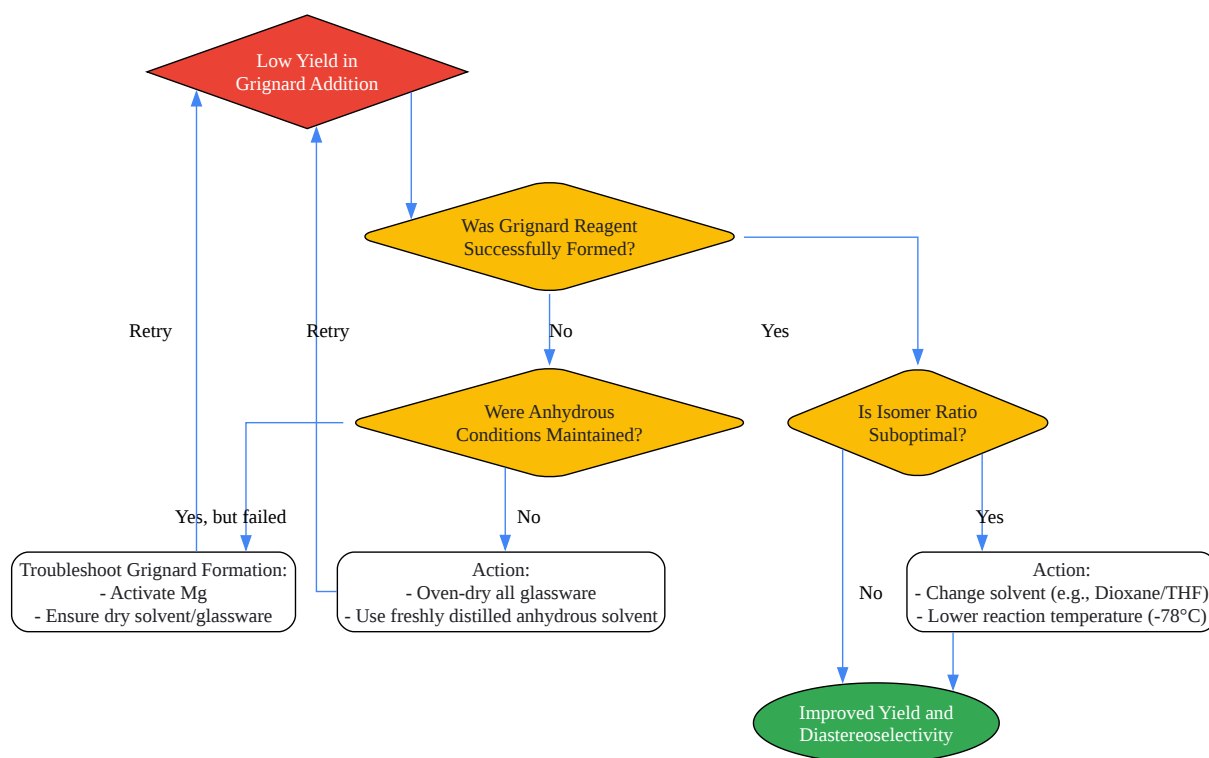 Low Yield in
Grignard Addition
Was Grignard Reagent
Successfully Formed?
Retry
Retry
No
Yes
Were Anhydrous
Conditions Maintained?
Is Isomer Ratio
Suboptimal?
Yes, but failed
No
Yes
Troubleshoot Grignard Formation:
- Activate Mg
- Ensure dry solvent/glassware
Action:
- Oven-dry all glassware
- Use freshly distilled anhydrous solvent
No
Action:
- Change solvent (e.g., Dioxane/THF)
- Lower reaction temperature (-78°C)
Improved Yield and
Diastereoselectivity